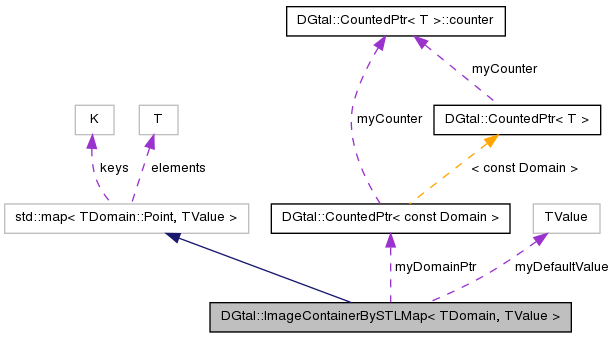 DGtal::CountedPtr< T >::counter
myCounter
myCounter
K
T
DGtal::CountedPtr< T >
keys
elements
< const Domain >
std::map< TDomain::Point, TValue >
DGtal::CountedPtr< const Domain >
TValue
myDomainPtr
myDefaultValue
DGtal::ImageContainerBySTLMap< TDomain, TValue >